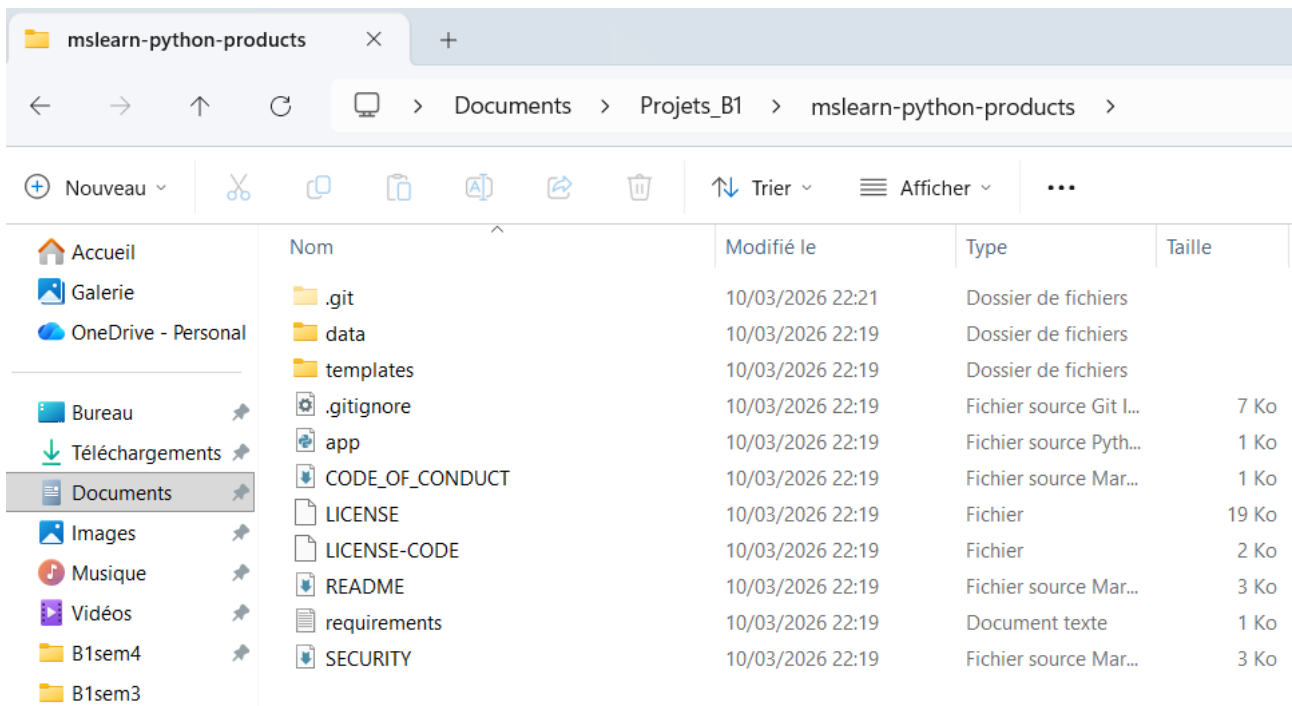 mslearn-python-products
Documents > Projets_B1 > mslearn-python-products >
Nouveau Trier Afficher
Accueil
Galerie
OneDrive - Personal
Bureau
Téléchargements
Documents
Images
Musique
Vidéos
B1sem4
B1sem3
Nom Modifié le Type Taille
.git 10/03/2026 22:21 Dossier de fichiers
data 10/03/2026 22:19 Dossier de fichiers
templates 10/03/2026 22:19 Dossier de fichiers
.gitignore 10/03/2026 22:19 Fichier source Git I... 7 Ko
app 10/03/2026 22:19 Fichier source Pyth... 1 Ko
CODE_OF_CONDUCT 10/03/2026 22:19 Fichier source Mar... 1 Ko
LICENSE 10/03/2026 22:19 Fichier 19 Ko
LICENSE-CODE 10/03/2026 22:19 Fichier 2 Ko
README 10/03/2026 22:19 Fichier source Mar... 3 Ko
requirements 10/03/2026 22:19 Document texte 1 Ko
SECURITY 10/03/2026 22:19 Fichier source Mar... 3 Ko